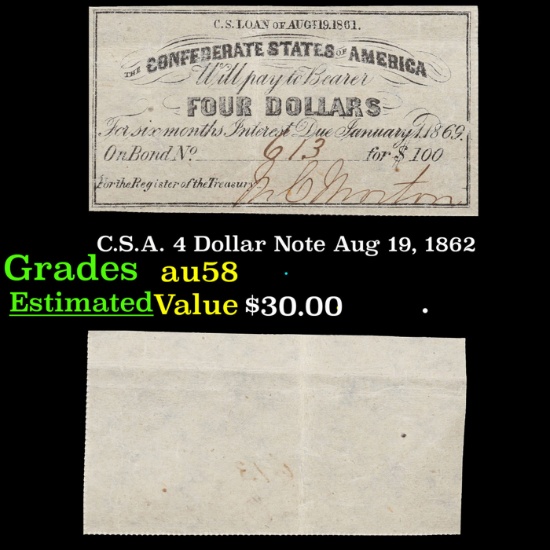 C.S. LOAN OF AUGT. 19. 1861.
THE CONFEDERATE STATES OF AMERICA
Will pay to Bearer
FOUR DOLLARS
For six months Interest Due January 1. 1869.
On Bond No. 613 for $ 100
For the Register of the Treasury
C.S.A. 4 Dollar Note Aug 19, 1862
Grades au58
Estimated Value $30.00 .